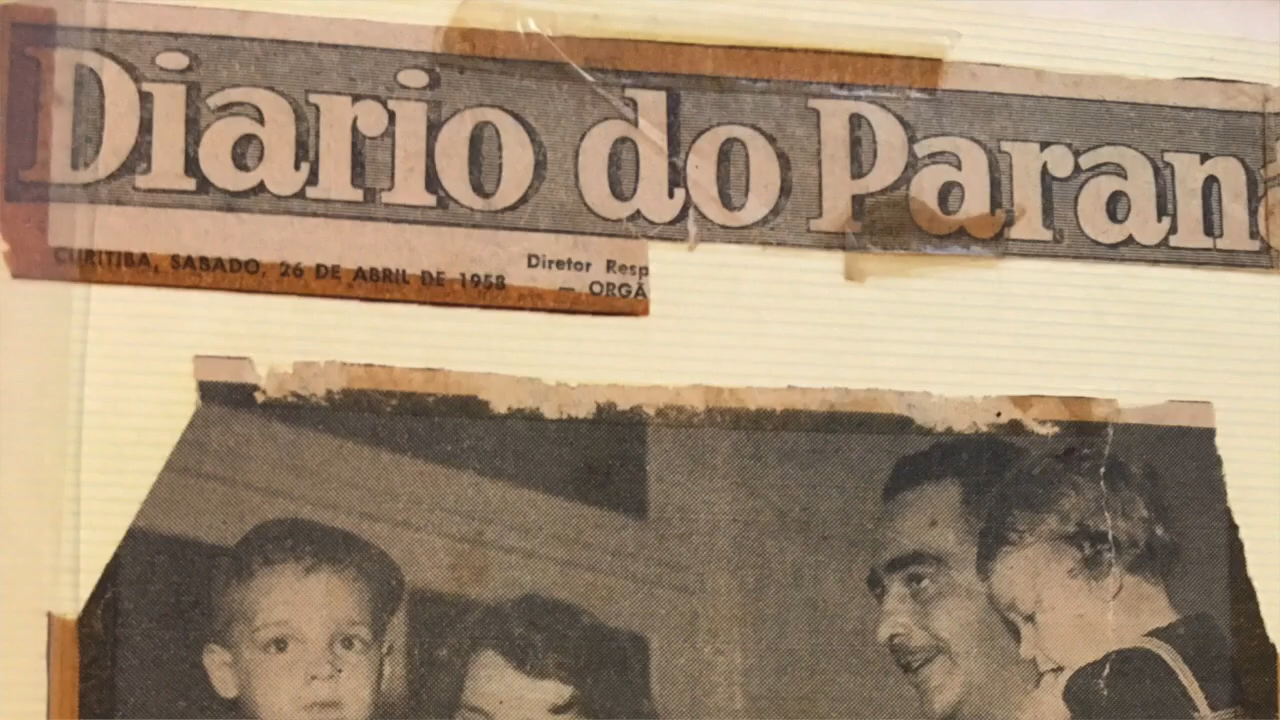 Diario do Paran
CURITIBA, SABADO, 26 DE ABRIL DE 1958
Diretor Resp
— ORGÃ